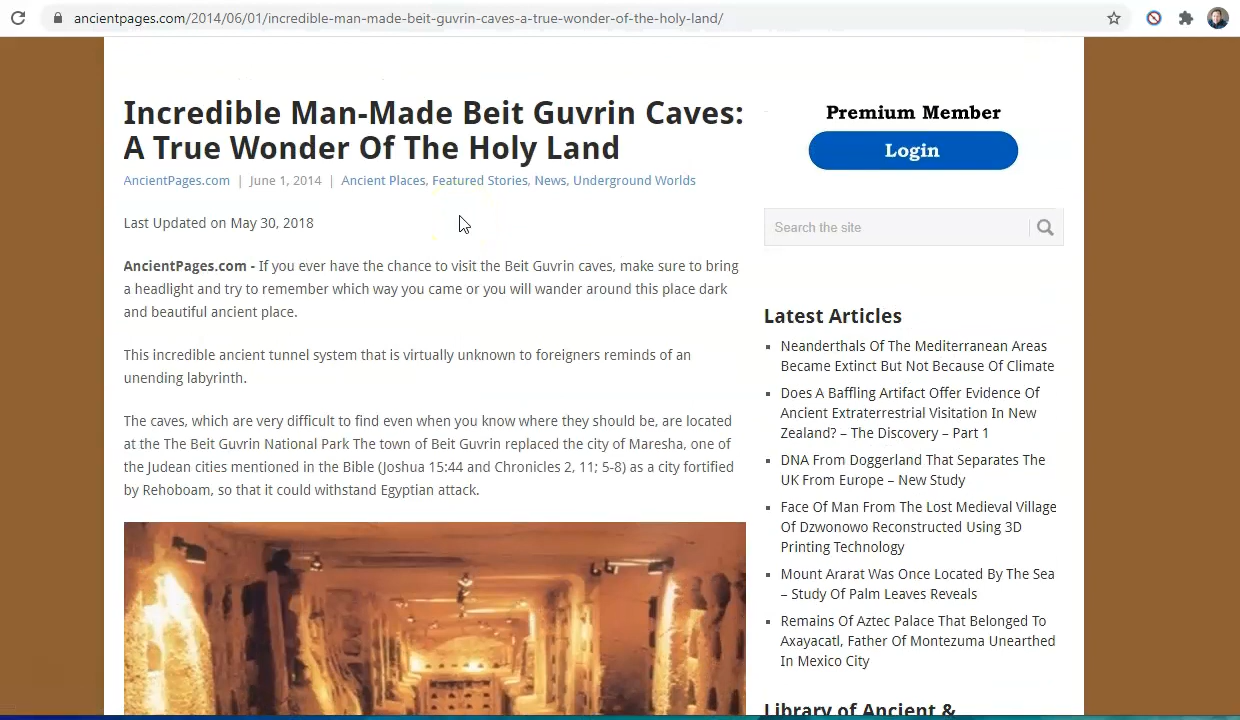 ancientpages.com/2014/06/01/incredible-man-made-beit-guvrin-caves-a-true-wonder-of-the-holy-land/
Incredible Man-Made Beit Guvrin Caves:
A True Wonder Of The Holy Land
AncientPages.com | June 1, 2014 | Ancient Places, Featured Stories, News, Underground Worlds
Last Updated on May 30, 2018
AncientPages.com - If you ever have the chance to visit the Beit Guvrin caves, make sure to bring
a headlight and try to remember which way you came or you will wander around this place dark
and beautiful ancient place.
This incredible ancient tunnel system that is virtually unknown to foreigners reminds of an
unending labyrinth.
The caves, which are very difficult to find even when you know where they should be, are located
at the The Beit Guvrin National Park The town of Beit Guvrin replaced the city of Maresha, one of
the Judean cities mentioned in the Bible (Joshua 15:44 and Chronicles 2, 11; 5-8) as a city fortified
by Rehoboam, so that it could withstand Egyptian attack.
Premium Member
Login
Search the site
Latest Articles
Neanderthals Of The Mediterranean Areas
Became Extinct But Not Because Of Climate
Does A Baffling Artifact Offer Evidence Of
Ancient Extraterrestrial Visitation In New
Zealand? – The Discovery – Part 1
DNA From Doggerland That Separates The
UK From Europe – New Study
Face Of Man From The Lost Medieval Village
Of Dzwonowo Reconstructed Using 3D
Printing Technology
Mount Ararat Was Once Located By The Sea
– Study Of Palm Leaves Reveals
Remains Of Aztec Palace That Belonged To
Axayacatl, Father Of Montezuma Unearthed
In Mexico City
Library of Ancient &